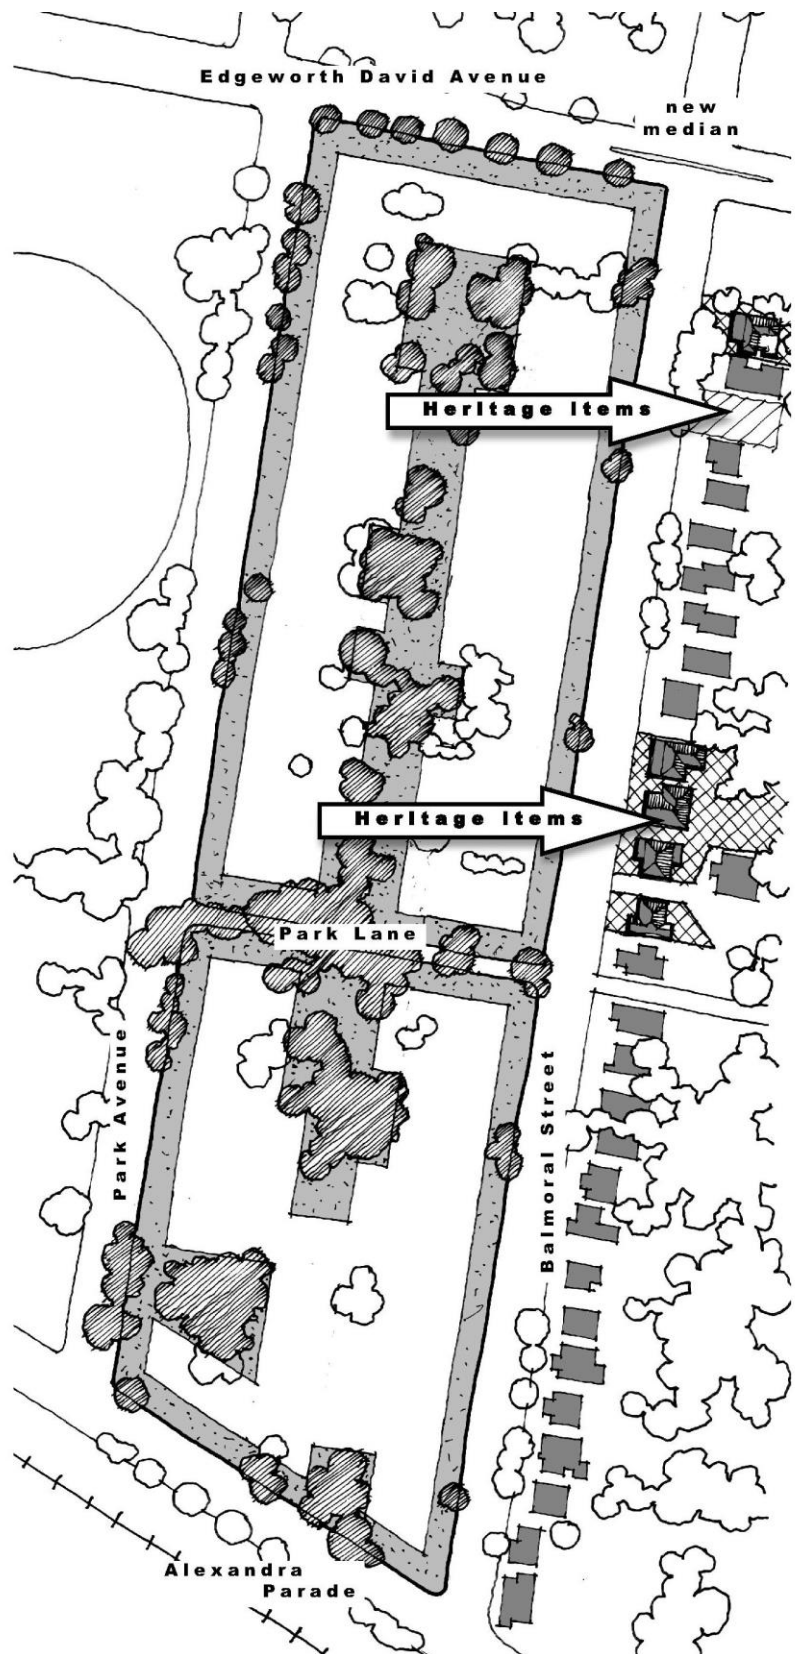 Edgeworth David Avenue
new
median
Heritage Items
Heritage Items
Park Lane
Park Avenue
Balmoral Street
Alexandra
Parade